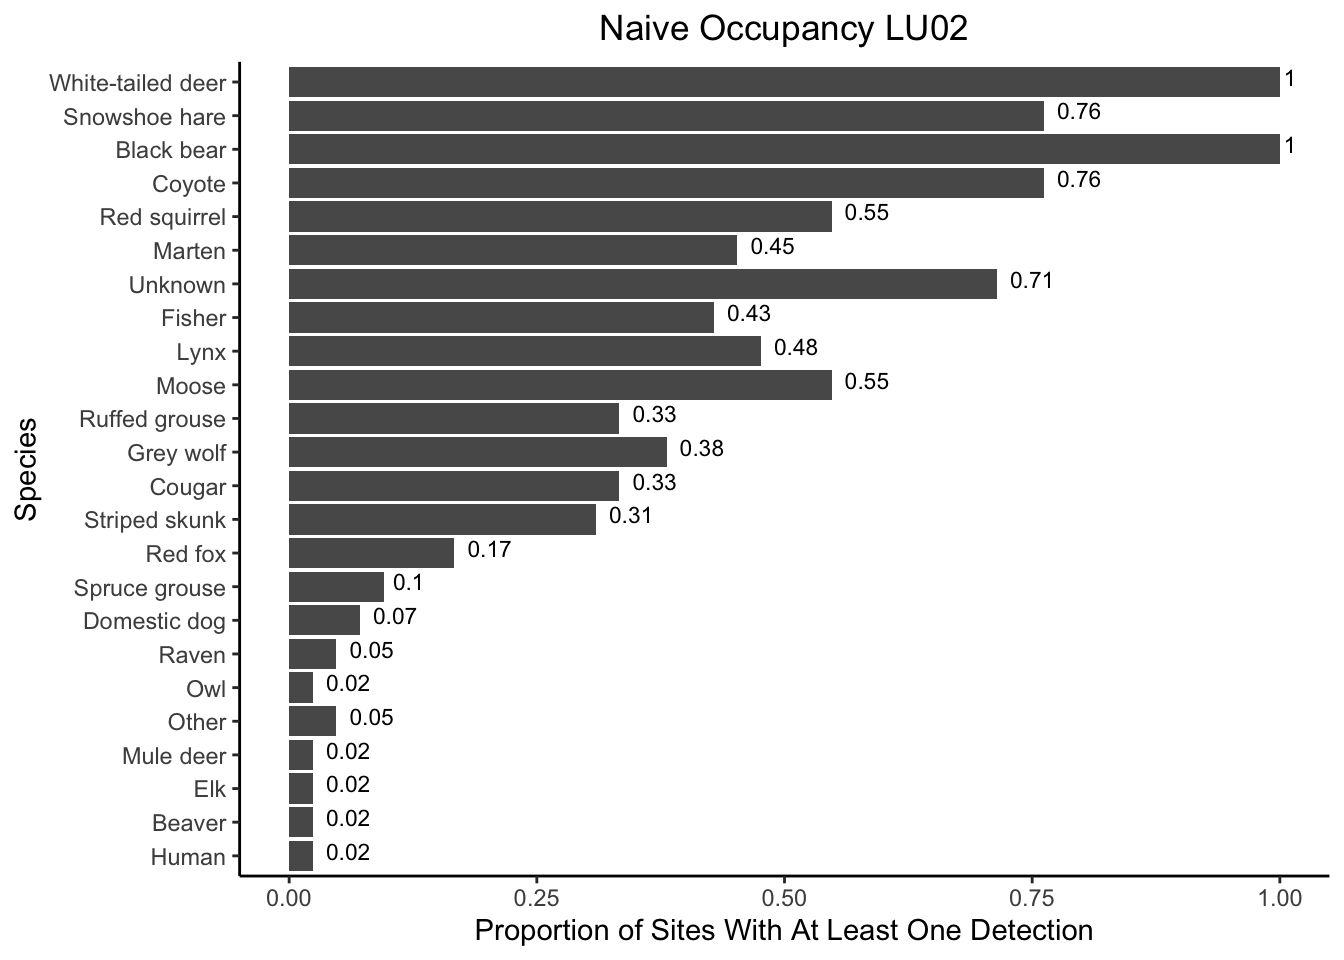 Naive Occupancy LU02
White-tailed deer 1
Snowshoe hare 0.76
Black bear 1
Coyote 0.76
Red squirrel 0.55
Marten 0.45
Unknown 0.71
Fisher 0.43
Lynx 0.48
Moose 0.55
Ruffed grouse 0.33
Grey wolf 0.38
Cougar 0.33
Striped skunk 0.31
Red fox 0.17
Spruce grouse 0.1
Domestic dog 0.07
Raven 0.05
Owl 0.02
Other 0.05
Mule deer 0.02
Elk 0.02
Beaver 0.02
Human 0.02
Species
0.00 0.25 0.50 0.75 1.00
Proportion of Sites With At Least One Detection